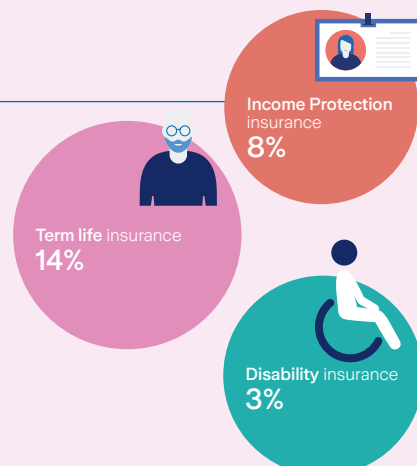 Income Protection
insurance
8%
Term life insurance
14%
Disability insurance
3%